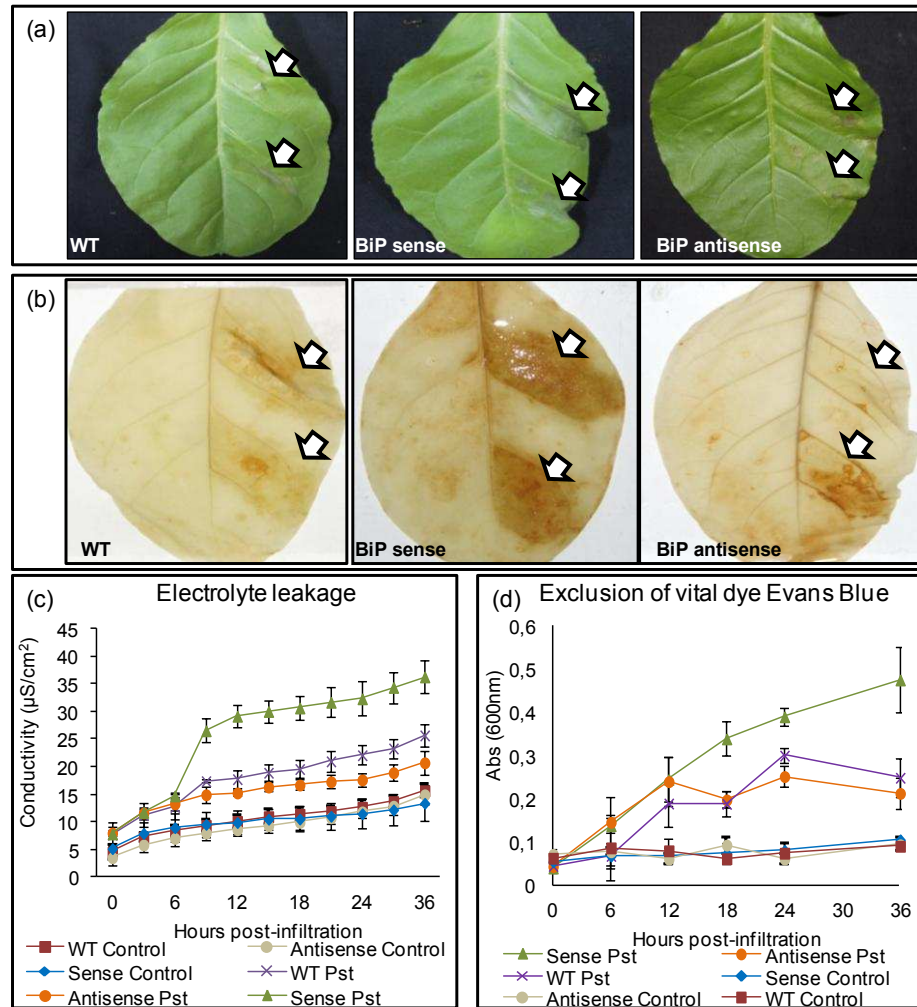 (a)
WT
BiP sense
BiP antisense
(b)
WT
BiP sense
BiP antisense
(c)
Electrolyte leakage
Conductivity (µS/cm²)
45
40
35
30
25
20
15
10
5
0
0 6 12 18 24 36
Hours post-infiltration
WT Control
Antisense Control
Sense Control
WT Pst
Antisense Pst
Sense Pst
(d)
Exclusion of vital dye Evans Blue
Abs (600nm)
0,6
0,5
0,4
0,3
0,2
0,1
0
0 6 12 18 24 30 36
Hours post-infiltration
Sense Pst
Antisense Pst
WT Pst
Sense Control
Antisense Control
WT Control